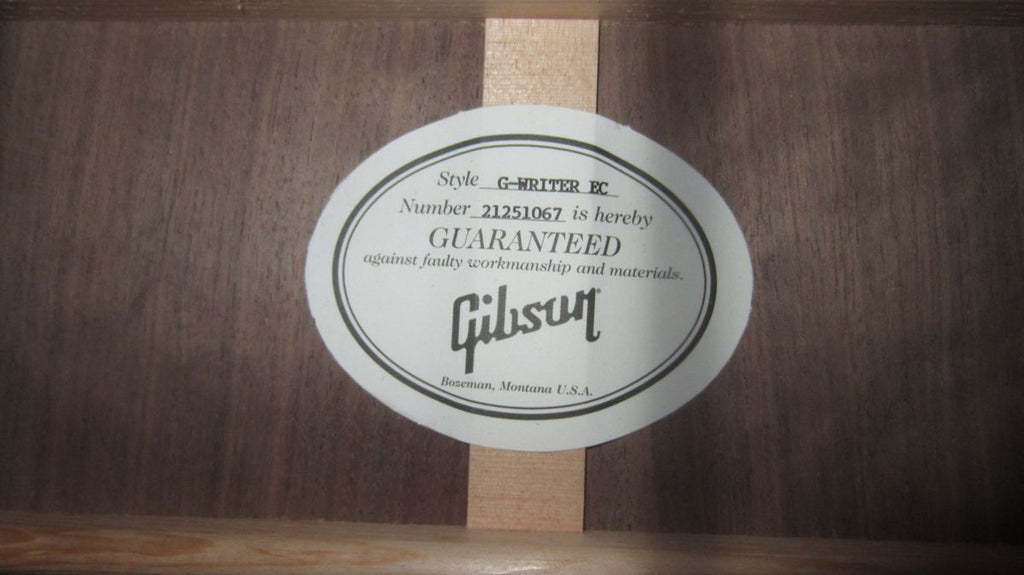 Style G-WRITER EC
Number 21251067 is hereby
GUARANTEED
against faulty workmanship and materials.
Gibson
Bozeman, Montana U.S.A.